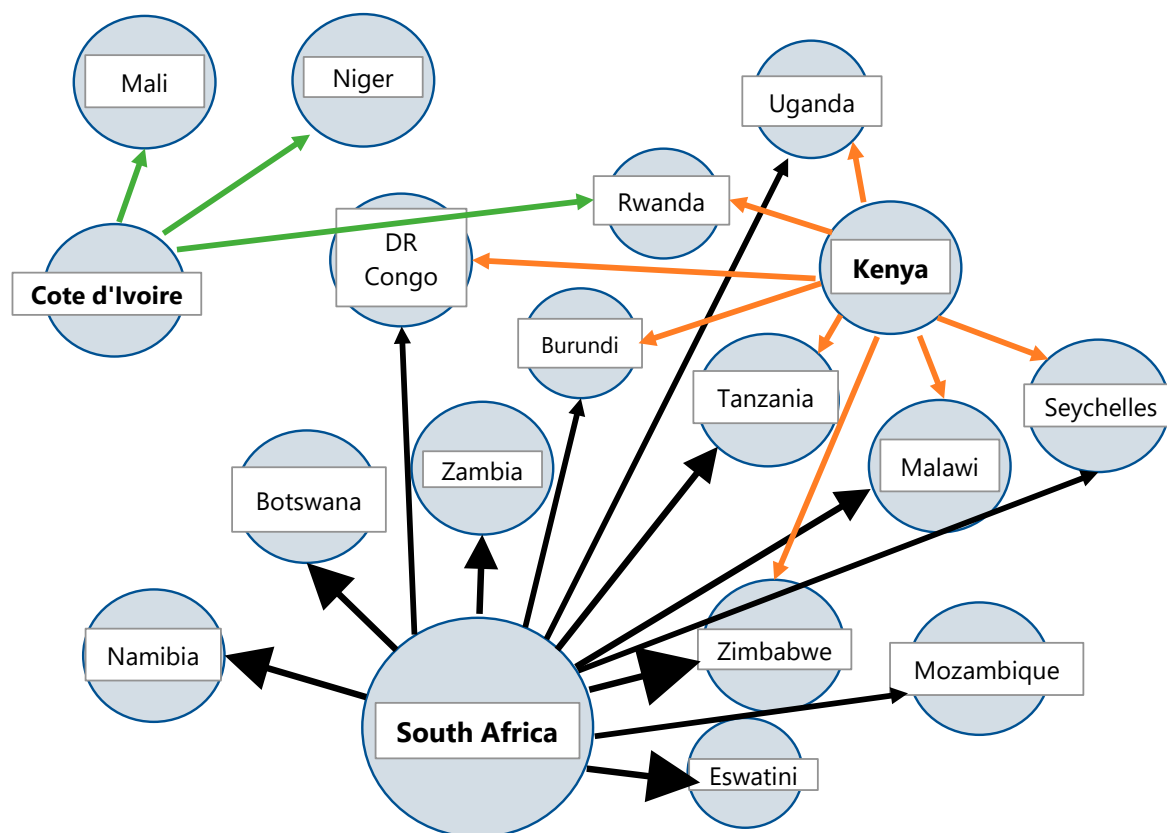 Mali
Niger
Uganda
Rwanda
DR
Congo
Kenya
Cote d'Ivoire
Burundi
Tanzania
Seychelles
Zambia
Malawi
Botswana
Namibia
Zimbabwe
Mozambique
South Africa
Eswatini